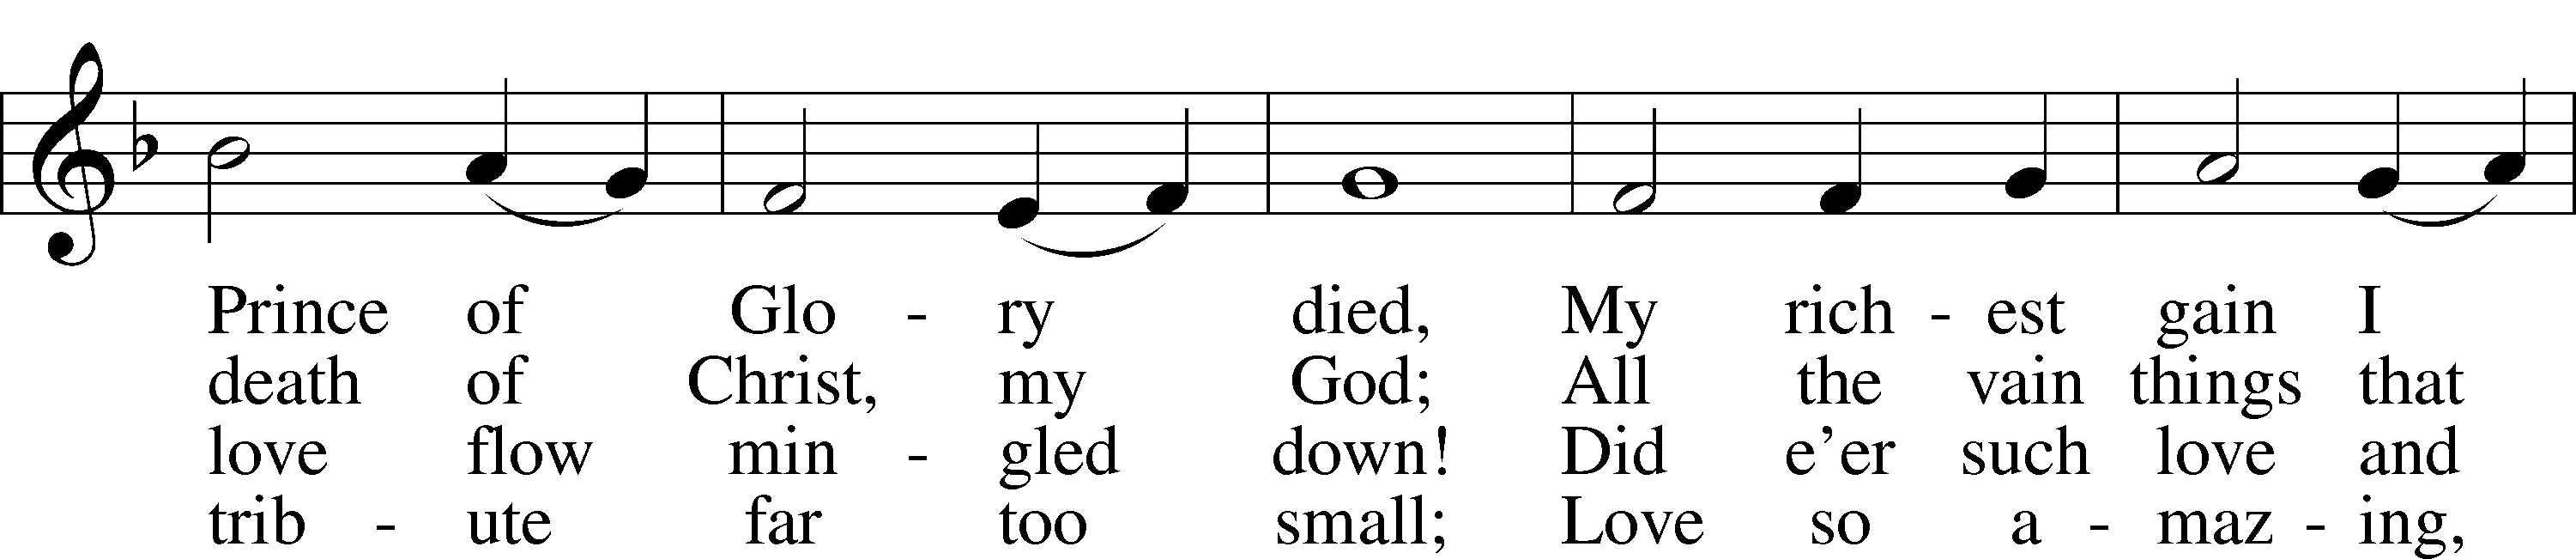 Prince of Glo - ry died, My rich - est gain I
death of Christ, my God; All the vain things that
love flow min - gled down! Did e’er such love and
trib - ute far too small; Love so a - maz - ing,